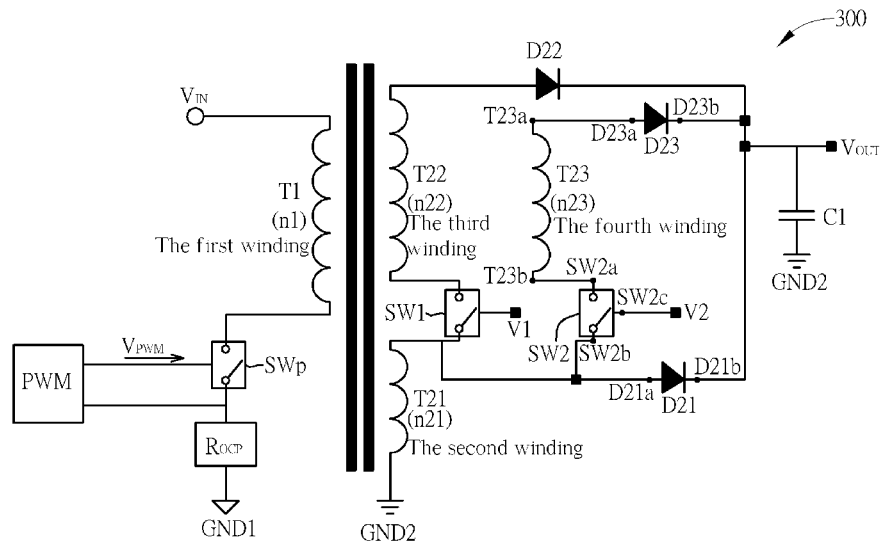 300
D22
VIN
T23a
D23b
D23a
D23
VOUT
T1
(n1)
The first winding
T22
(n22)
The third
winding
T23
(n23)
The fourth winding
C1
GND2
T23b
SW2a
SW1
V1
SW2c
V2
SW2
SW2b
VPWM
PWM
SWp
T21
(n21)
The second winding
D21a
D21
D21b
ROCP
GND1
GND2